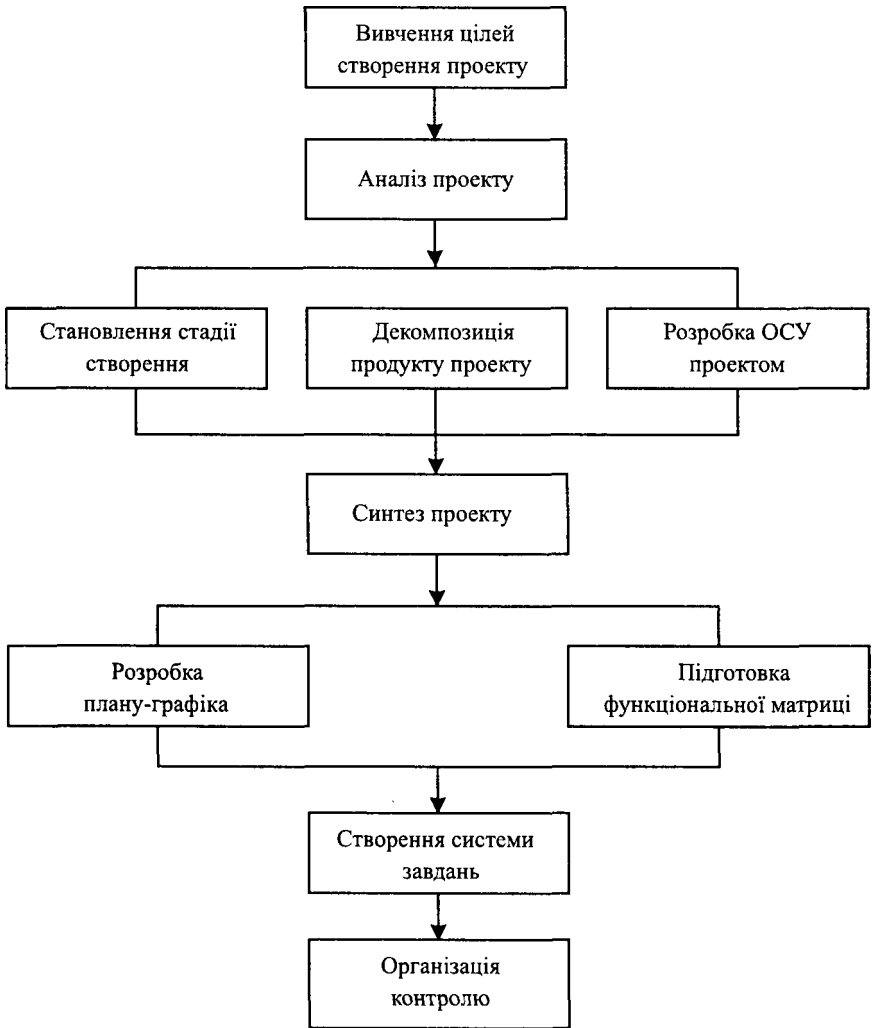 Вивчення цілей
створення проекту
Аналіз проекту
Становлення стадії
створення
Декомпозиція
продукту проекту
Розробка ОСУ
проектом
Синтез проекту
Розробка
плану-графіка
Підготовка
функціональної матриці
Створення системи
завдань
Організація
контролю